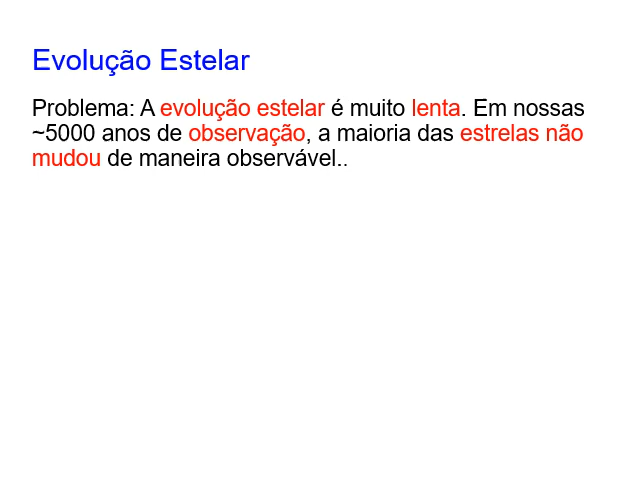 Evolução Estelar
Problema: A evolução estelar é muito lenta. Em nossas
~5000 anos de observação, a maioria das estrelas não
mudou de maneira observável..